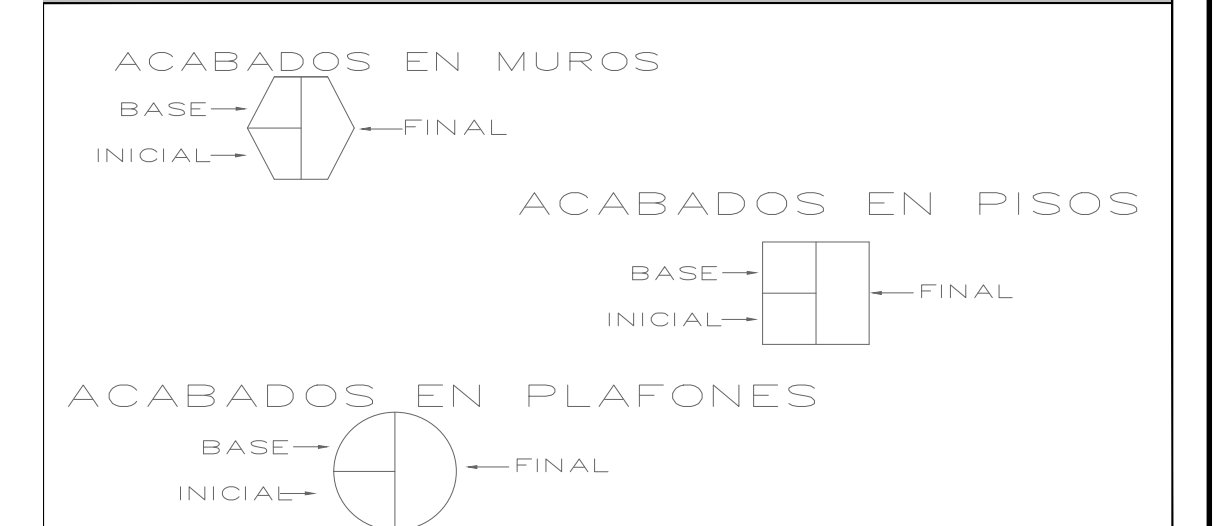 ACABADOS EN MUROS
BASE
FINAL
INICIAL
ACABADOS EN PISOS
BASE
FINAL
INICIAL
ACABADOS EN PLAFONES
BASE
FINAL
INICIAL